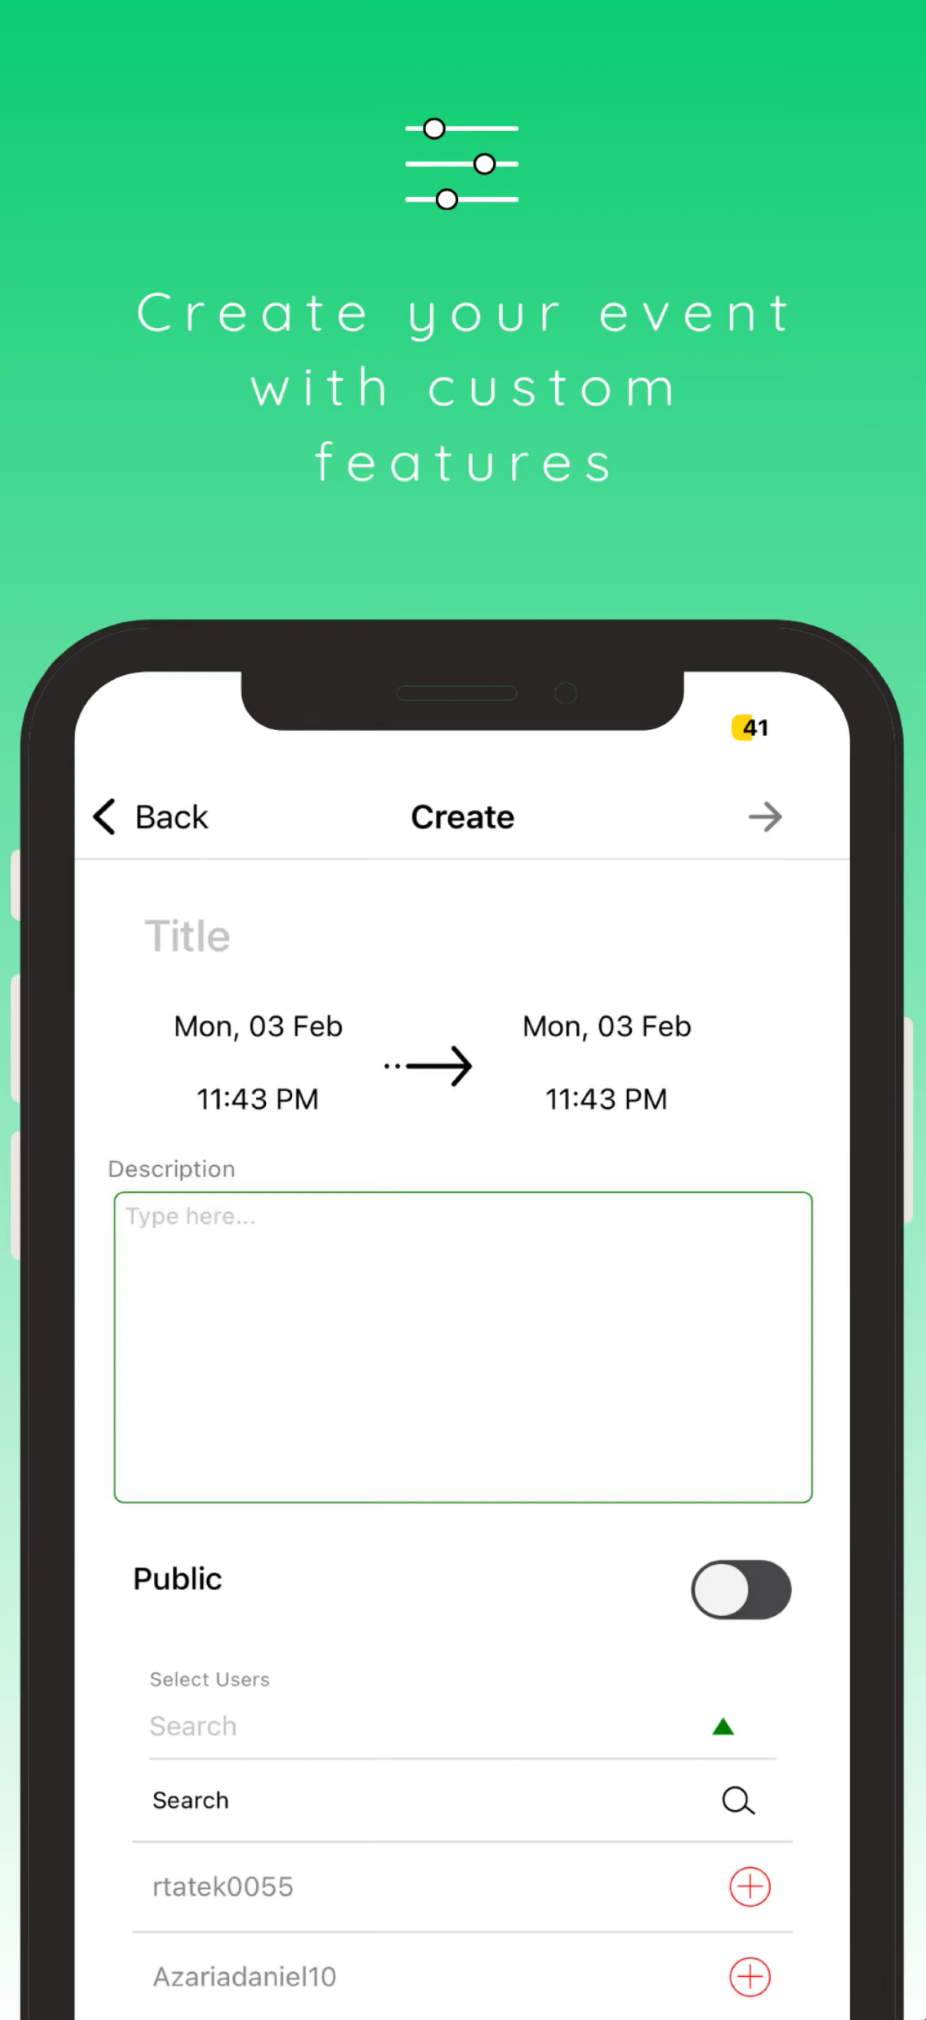 Create your event
with custom
features
41
Back
Create
Title
Mon, 03 Feb
Mon, 03 Feb
11:43 PM
11:43 PM
Description
Type here...
Public
Select Users
Search
Search
rtatek0055
Azariadaniel10